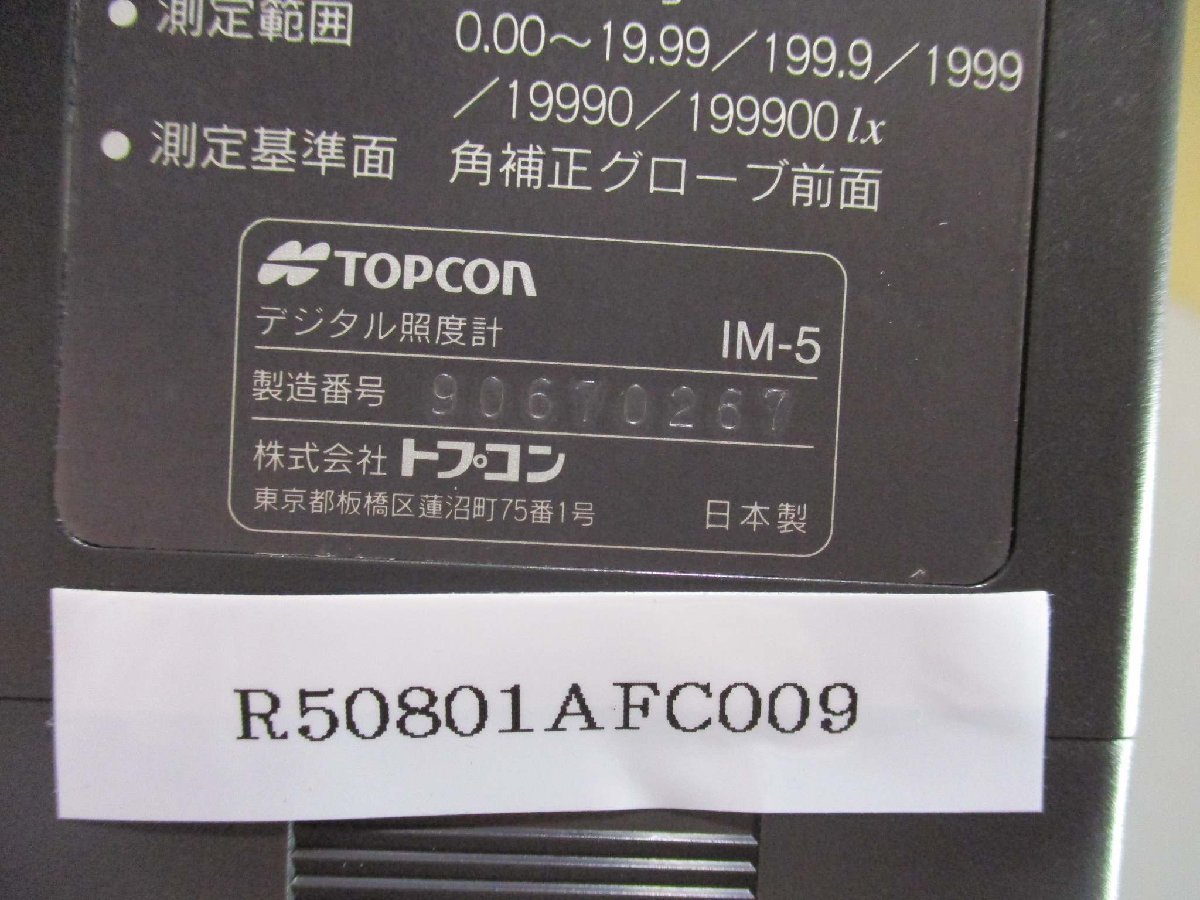 ● 測定範囲 0.00～19.99／199.9／1999
／19990／199900 lx
● 測定基準面 角補正グローブ前面
TOPCON
デジタル照度計 IM-5
製造番号 90670267
株式会社 トプコン
東京都板橋区蓮沼町75番1号 日本製
R50801AFC009